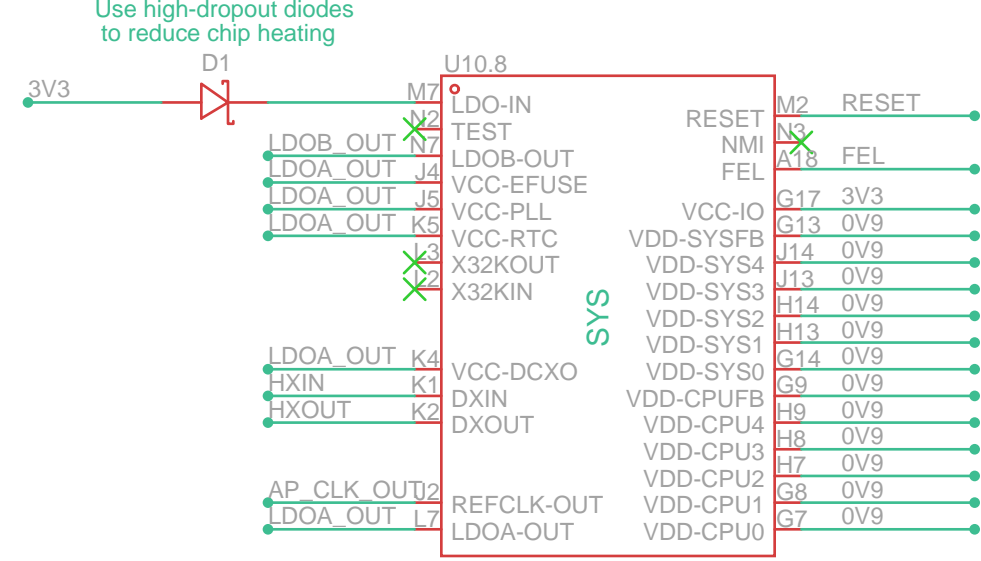 Use high-dropout diodes
to reduce chip heating
D1
U10.8
3V3
M7
LDO-IN
N2
TEST
LDOB_OUT
N7
LDOB-OUT
LDOA_OUT
J4
VCC-EFUSE
LDOA_OUT
J5
VCC-PLL
LDOA_OUT
K5
VCC-RTC
L3
X32KOUT
L2
X32KIN
LDOA_OUT
K4
VCC-DCXO
HXIN
K1
DXIN
HXOUT
K2
DXOUT
AP_CLK_OUT
J2
REFCLK-OUT
LDOA_OUT
L7
LDOA-OUT
SYS
RESET
M2
RESET
NMI
N3
FEL
A18
FEL
VCC-IO
G17
3V3
VDD-SYSFB
G13
0V9
VDD-SYS4
J14
0V9
VDD-SYS3
J13
0V9
VDD-SYS2
H14
0V9
VDD-SYS1
H13
0V9
VDD-SYS0
G14
0V9
VDD-CPUFB
G9
0V9
VDD-CPU4
H9
0V9
VDD-CPU3
H8
0V9
VDD-CPU2
H7
0V9
VDD-CPU1
G8
0V9
VDD-CPU0
G7
0V9